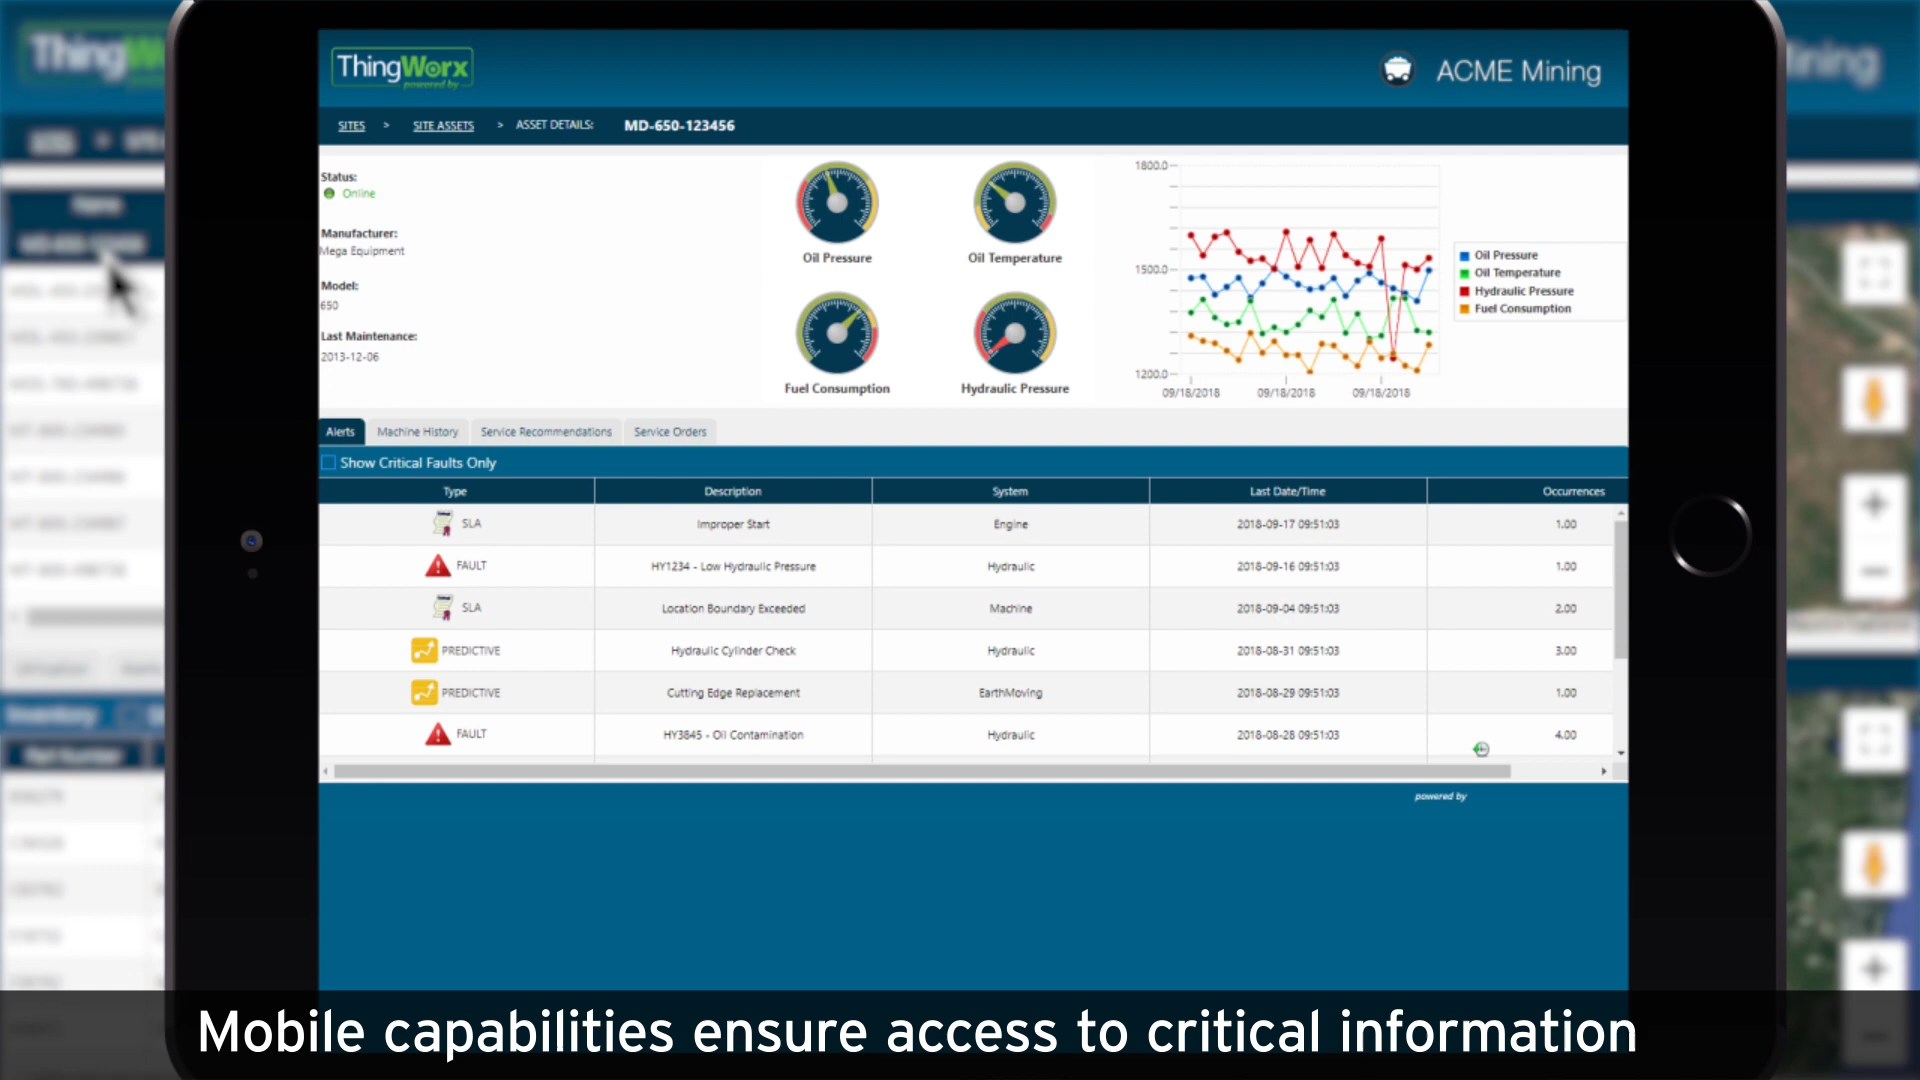 ThingWorx
powered by
ACME Mining
SITES > SITE ASSETS > ASSET DETAILS: MD-650-123456
Status:
Online
Manufacturer:
Mega Equipment
Model:
650
Last Maintenance:
2013-12-06
Oil Pressure
Oil Temperature
Fuel Consumption
Hydraulic Pressure
1800.0
1500.0
1200.0
09/18/2018 09/18/2018 09/18/2018
Oil Pressure
Oil Temperature
Hydraulic Pressure
Fuel Consumption
Alerts Machine History Service Recommendations Service Orders
Show Critical Faults Only
Type Description System Last Date/Time Occurrences
SLA Improper Start Engine 2018-09-17 09:51:03 1.00
FAULT HY1234 - Low Hydraulic Pressure Hydraulic 2018-09-16 09:51:03 1.00
SLA Location Boundary Exceeded Machine 2018-09-04 09:51:03 2.00
PREDICTIVE Hydraulic Cylinder Check Hydraulic 2018-08-31 09:51:03 3.00
PREDICTIVE Cutting Edge Replacement EarthMoving 2018-08-29 09:51:03 1.00
FAULT HY3845 - Oil Contamination Hydraulic 2018-08-28 09:51:03 4.00
powered by
Mobile capabilities ensure access to critical information